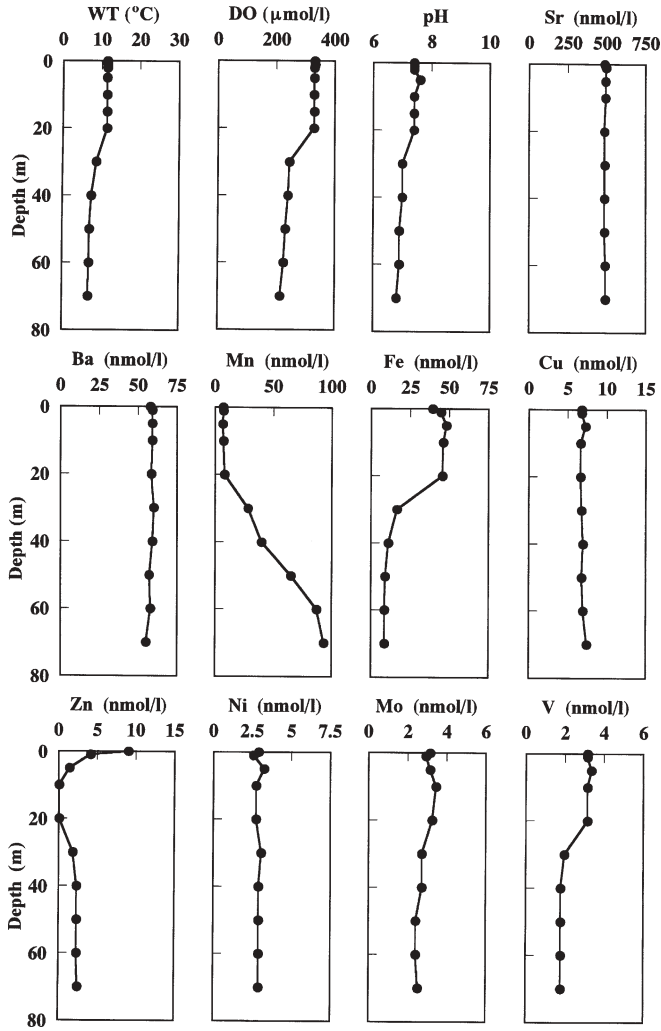 WT (°C) DO (μmol/l) pH Sr (nmol/l)
0 10 20 30 0 200 400 6 8 10 0 250 500 750
0
20
40
60
80
Depth (m)
Ba (nmol/l) Mn (nmol/l) Fe (nmol/l) Cu (nmol/l)
0 25 50 75 0 50 100 0 25 50 75 0 5 10 15
0
20
40
60
80
Depth (m)
Zn (nmol/l) Ni (nmol/l) Mo (nmol/l) V (nmol/l)
0 5 10 15 0 2.5 5 7.5 0 2 4 6 0 2 4 6
0
20
40
60
80
Depth (m)